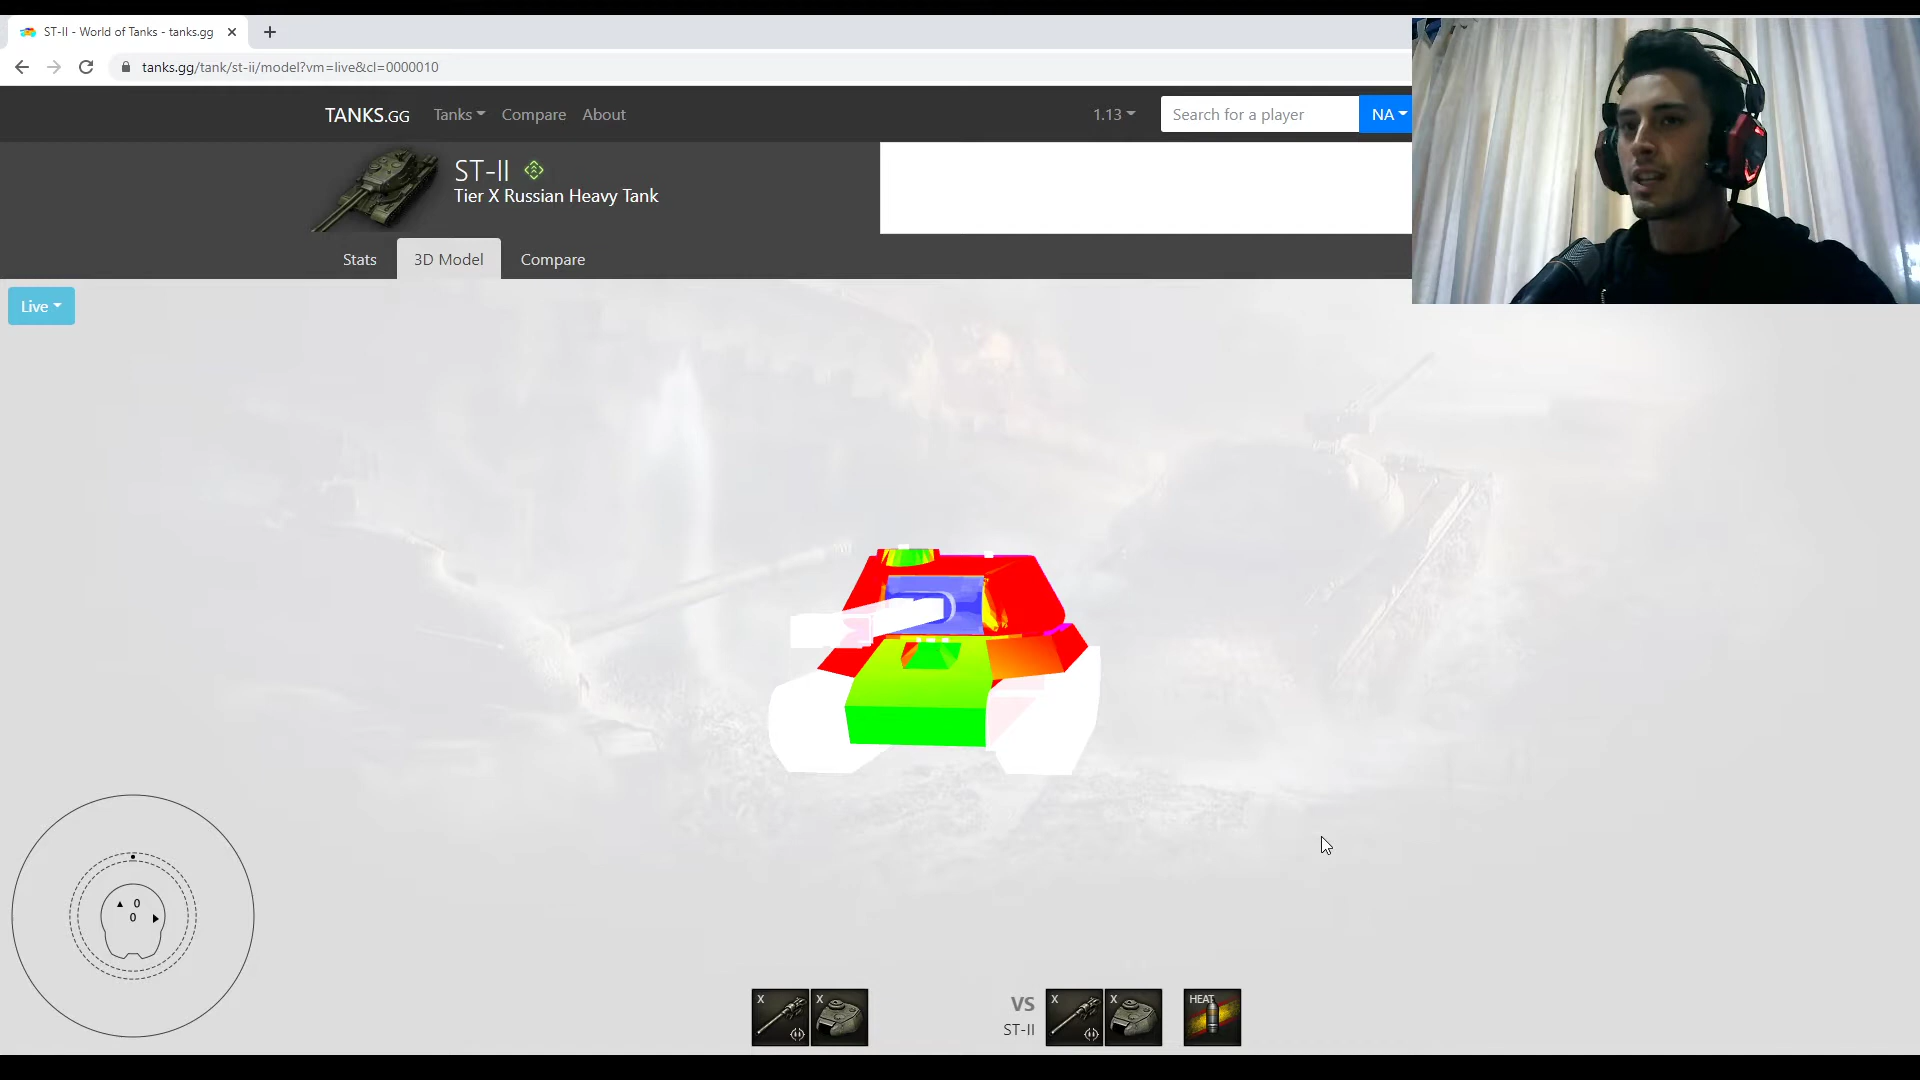 ST-II - World of Tanks - tanks.gg
tanks.gg/tank/st-ii/model?vm=live&cl=0000010
TANKS.GG Tanks Compare About 1.13 Search for a player NA
ST-II
Tier X Russian Heavy Tank
Stats 3D Model Compare
Live
0
0
X X VS X X HEAT
ST-II